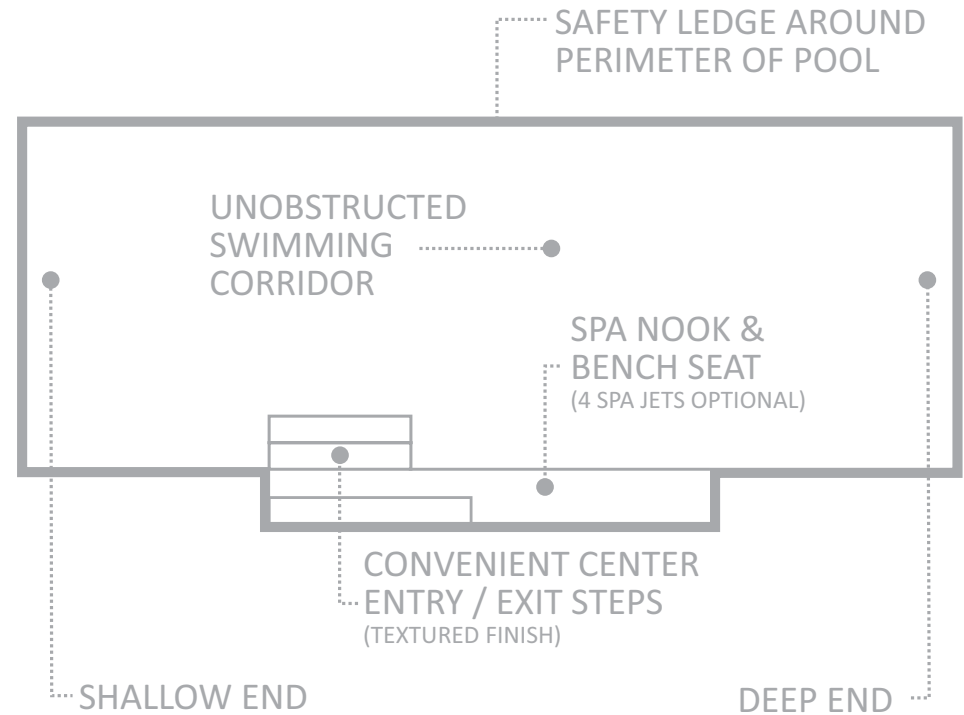 SAFETY LEDGE AROUND
PERIMETER OF POOL
UNOBSTRUCTED
SWIMMING
CORRIDOR
SPA NOOK &
BENCH SEAT
(4 SPA JETS OPTIONAL)
CONVENIENT CENTER
ENTRY / EXIT STEPS
(TEXTURED FINISH)
SHALLOW END
DEEP END